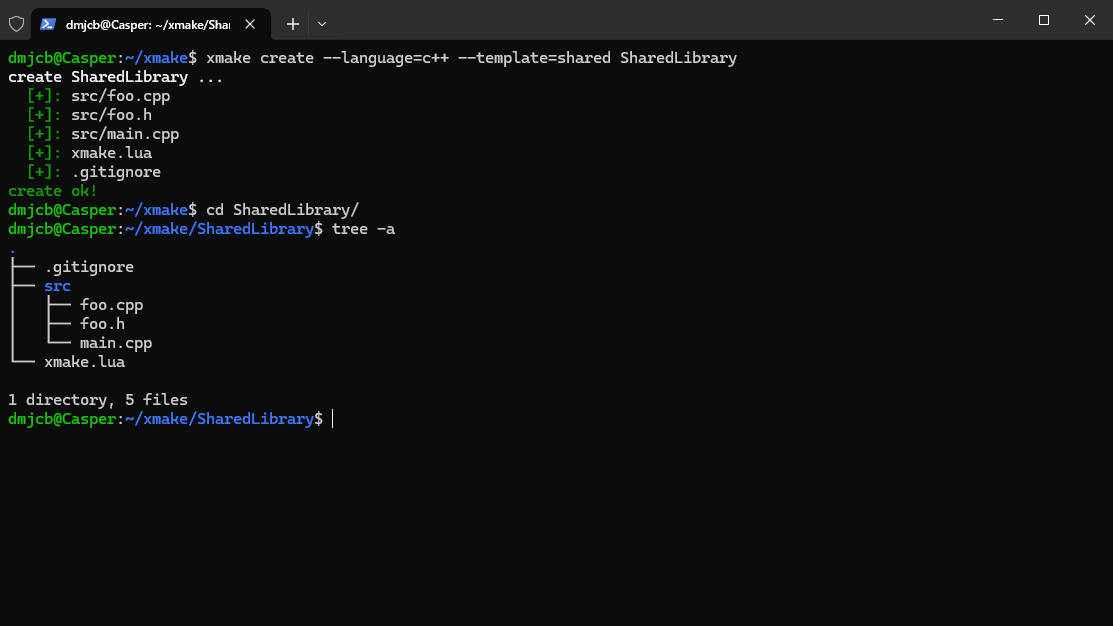 dmjcb@Casper: ~/xmake/Shar
dmjcb@Casper:~/xmake$ xmake create --language=c++ --template=shared SharedLibrary
create SharedLibrary ...
[+]: src/foo.cpp
[+]: src/foo.h
[+]: src/main.cpp
[+]: xmake.lua
[+]: .gitignore
create ok!
dmjcb@Casper:~/xmake$ cd SharedLibrary/
dmjcb@Casper:~/xmake/SharedLibrary$ tree -a
.
├── .gitignore
├── src
│   ├── foo.cpp
│   ├── foo.h
│   └── main.cpp
└── xmake.lua
1 directory, 5 files
dmjcb@Casper:~/xmake/SharedLibrary$